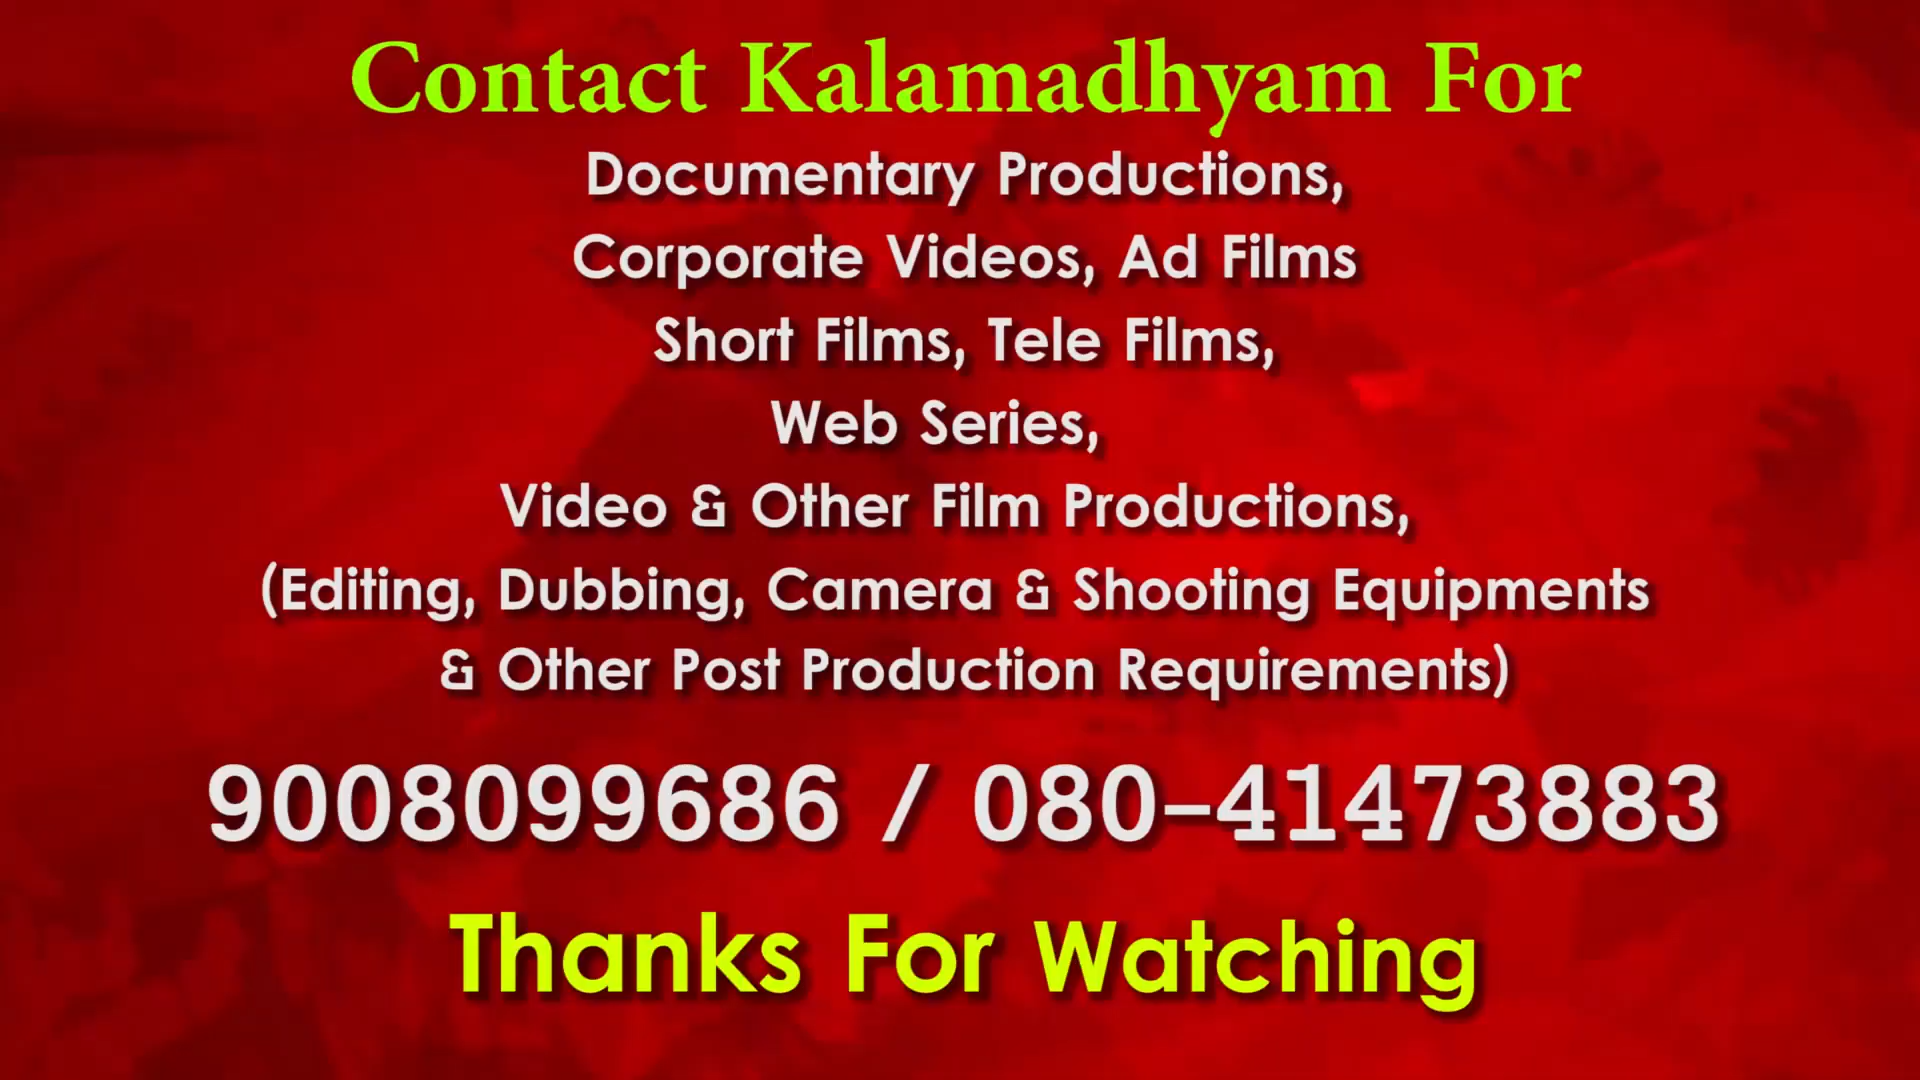 Contact Kalamadhyam For
Documentary Productions,
Corporate Videos, Ad Films
Short Films, Tele Films,
Web Series,
Video & Other Film Productions,
(Editing, Dubbing, Camera & Shooting Equipments
& Other Post Production Requirements)
9008099686 / 080-41473883
Thanks For Watching